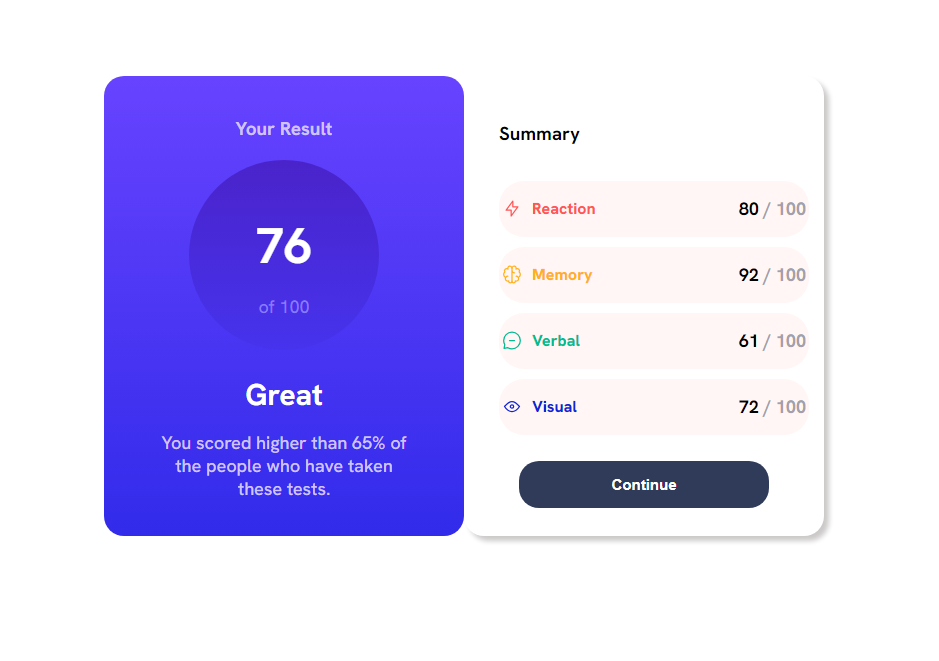 Your Result
76
of 100
Great
You scored higher than 65% of
the people who have taken
these tests.
Summary
Reaction 80 / 100
Memory 92 / 100
Verbal 61 / 100
Visual 72 / 100
Continue